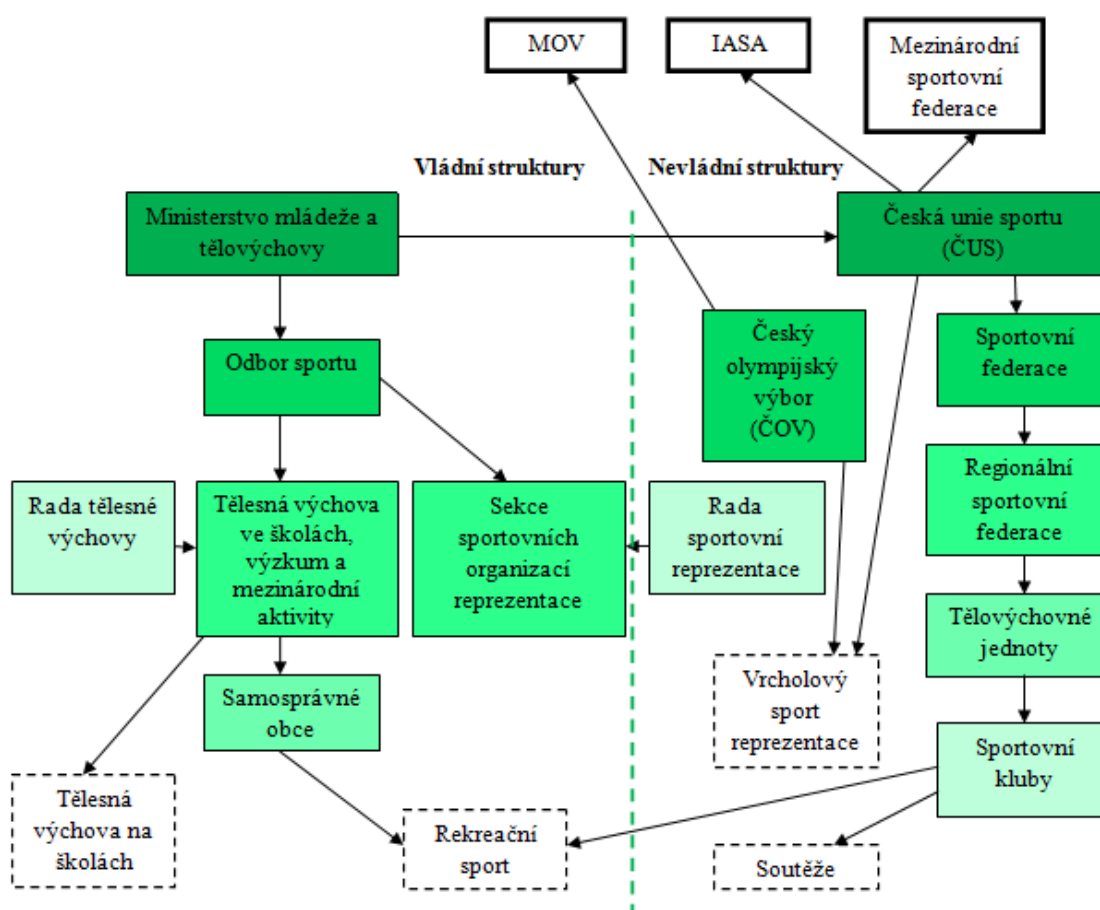 MOV
IASA
Mezinárodní
sportovní
federace
Vládní struktury
Nevládní struktury
Ministerstvo mládeže a
tělovýchovy
Česká unie sportu
(ČUS)
Odbor sportu
Český
olympijský
výbor
(ČOV)
Sportovní
federace
Rada tělesné
výchovy
Tělesná výchova
ve školách,
výzkum a
mezinárodní
aktivity
Sekce
sportovních
organizací
reprezentace
Rada
sportovní
reprezentace
Regionální
sportovní
federace
Tělovýchovné
jednoty
Samosprávné
obce
Vrcholový
sport
reprezentace
Sportovní
kluby
Tělesná
výchova na
školách
Rekreační
sport
Soutěže